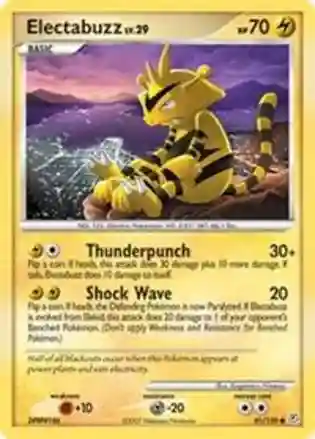 Electabuzz LV.29 HP 70
BASIC
Thunderpunch 30+
Flip a coin. If heads, this attack does 30 damage plus 10 more damage. If
tails, Electabuzz does 10 damage to itself.
Shock Wave 20
Flip a coin. If heads, the Defending Pokémon is now Paralyzed. If Electabuzz
is evolved from Elekid, this attack does 20 damage to 1 of your opponent's
Benched Pokémon. (Don't apply Weakness and Resistance for Benched
Pokémon.)
Half of all blackouts occur when this Pokémon appears at
power plants and eats electricity.
weakness resistance retreat cost
+10 -20